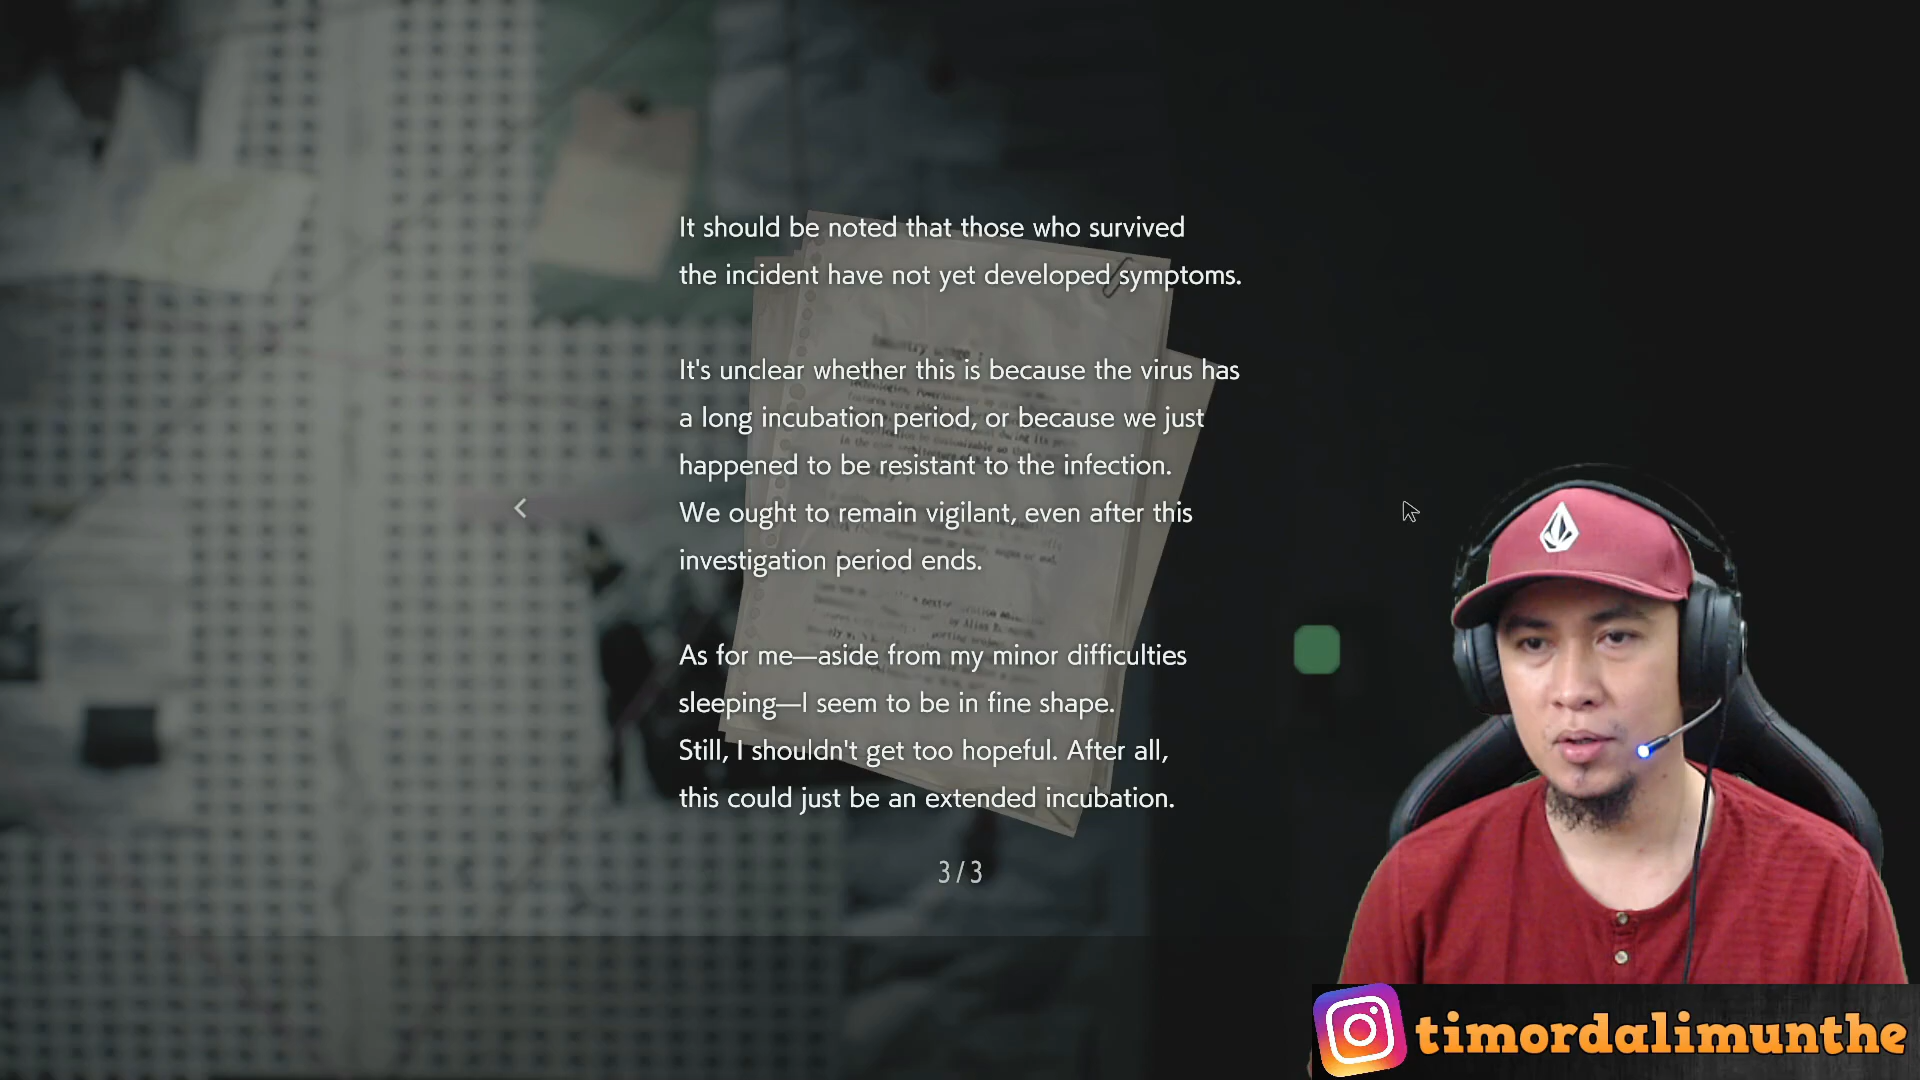 It should be noted that those who survived
the incident have not yet developed symptoms.
It's unclear whether this is because the virus has
a long incubation period, or because we just
happened to be resistant to the infection.
We ought to remain vigilant, even after this
investigation period ends.
As for me—aside from my minor difficulties
sleeping—I seem to be in fine shape.
Still, I shouldn't get too hopeful. After all,
this could just be an extended incubation.
3/3
timordalimunthe